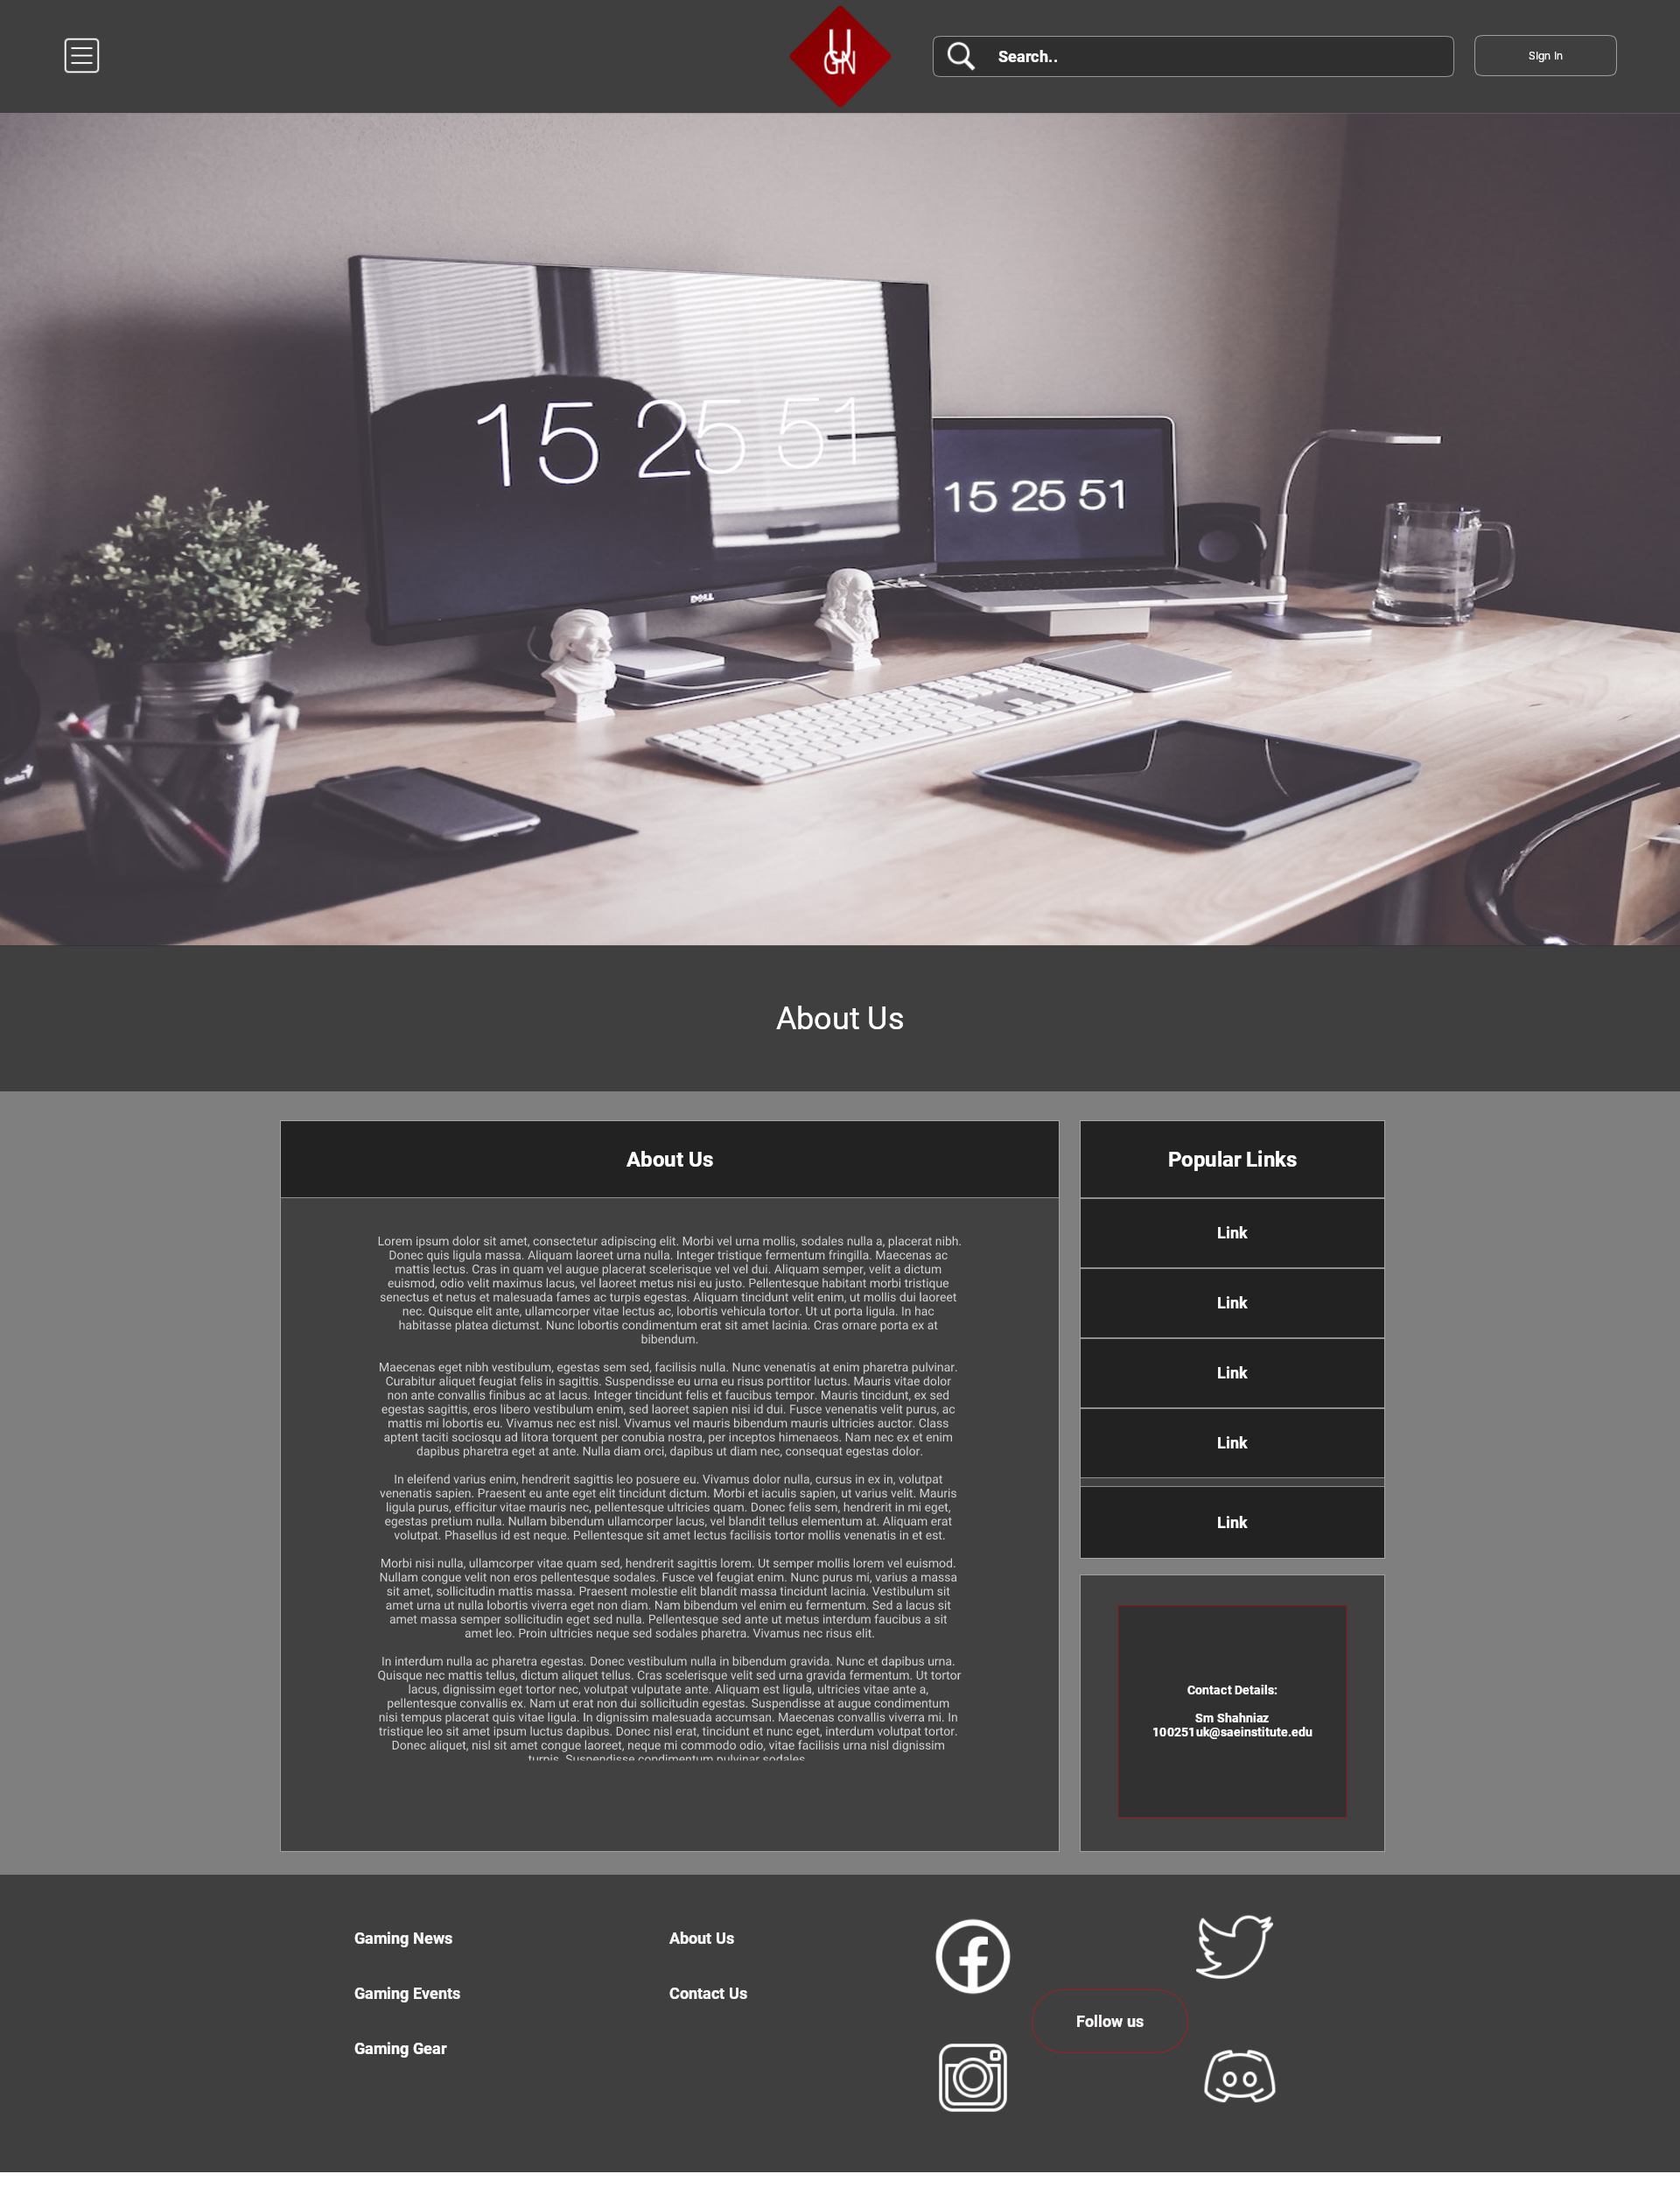 UGN
Search..
Sign In
15 25 51
15 25 51
DELL
About Us
About Us
Lorem ipsum dolor sit amet, consectetur adipiscing elit. Morbi vel urna mollis, sodales nulla a, placerat nibh.
Donec quis ligula massa. Aliquam laoreet urna nulla. Integer tristique fermentum fringilla. Maecenas ac
mattis lectus. Cras in quam vel augue placerat scelerisque vel vel dui. Aliquam semper, velit a dictum
euismod, odio velit maximus lacus, vel laoreet metus nisi eu justo. Pellentesque habitant morbi tristique
senectus et netus et malesuada fames ac turpis egestas. Aliquam tincidunt velit enim, ut mollis dui laoreet
nec. Quisque elit ante, ullamcorper vitae lectus ac, lobortis vehicula tortor. Ut ut porta ligula. In hac
habitasse platea dictumst. Nunc lobortis condimentum erat sit amet lacinia. Cras ornare porta ex at
bibendum.
Maecenas eget nibh vestibulum, egestas sem sed, facilisis nulla. Nunc venenatis at enim pharetra pulvinar.
Curabitur aliquet feugiat felis in sagittis. Suspendisse eu urna eu risus porttitor luctus. Mauris vitae dolor
non ante convallis finibus ac at lacus. Integer tincidunt felis et faucibus tempor. Mauris tincidunt, ex sed
egestas sagittis, eros libero vestibulum enim, sed laoreet sapien nisi id dui. Fusce venenatis velit purus, ac
mattis mi lobortis eu. Vivamus nec est nisl. Vivamus vel mauris bibendum mauris ultricies auctor. Class
aptent taciti sociosqu ad litora torquent per conubia nostra, per inceptos himenaeos. Nam nec ex et enim
dapibus pharetra eget at ante. Nulla diam orci, dapibus ut diam nec, consequat egestas dolor.
In eleifend varius enim, hendrerit sagittis leo posuere eu. Vivamus dolor nulla, cursus in ex in, volutpat
venenatis sapien. Praesent eu ante eget elit tincidunt dictum. Morbi et iaculis sapien, ut varius velit. Mauris
ligula purus, efficitur vitae mauris nec, pellentesque ultricies quam. Donec felis sem, hendrerit in mi eget,
egestas pretium nulla. Nullam bibendum ullamcorper lacus, vel blandit tellus elementum at. Aliquam erat
volutpat. Phasellus id est neque. Pellentesque sit amet lectus facilisis tortor mollis venenatis in et est.
Morbi nisi nulla, ullamcorper vitae quam sed, hendrerit sagittis lorem. Ut semper mollis lorem vel euismod.
Nullam congue velit non eros pellentesque sodales. Fusce vel feugiat enim. Nunc purus mi, varius a massa
sit amet, sollicitudin mattis massa. Praesent molestie elit blandit massa tincidunt lacinia. Vestibulum sit
amet urna ut nulla lobortis viverra eget non diam. Nam bibendum vel enim eu fermentum. Sed a lacus sit
amet massa semper sollicitudin eget sed nulla. Pellentesque sed ante ut metus interdum faucibus a sit
amet leo. Proin ultricies neque sed sodales pharetra. Vivamus nec risus elit.
In interdum nulla ac pharetra egestas. Donec vestibulum nulla in bibendum gravida. Nunc et dapibus urna.
Quisque nec mattis tellus, dictum aliquet tellus. Cras scelerisque velit sed urna gravida fermentum. Ut tortor
lacus, dignissim eget tortor nec, volutpat vulputate ante. Aliquam est ligula, ultricies vitae ante a,
pellentesque convallis ex. Nam ut erat non dui sollicitudin egestas. Suspendisse at augue condimentum
nisi tempus placerat quis vitae ligula. In dignissim malesuada accumsan. Maecenas convallis viverra mi. In
tristique leo sit amet ipsum luctus dapibus. Donec nisl erat, tincidunt et nunc eget, interdum volutpat tortor.
Donec aliquet, nisl sit amet congue laoreet, neque mi commodo odio, vitae facilisis urna nisl dignissim
turpis. Suspendisse condimentum pulvinar sodales.
Popular Links
Link
Link
Link
Link
Link
Contact Details:
Sm Shahniaz
100251uk@saeinstitute.edu
Gaming News
Gaming Events
Gaming Gear
About Us
Contact Us
Follow us